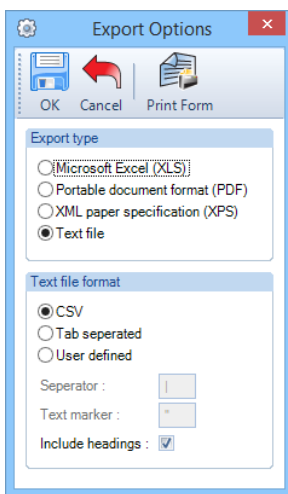 Export Options
OK Cancel Print Form
Export type
Microsoft Excel (XLS)
Portable document format (PDF)
XML paper specification (XPS)
Text file
Text file format
CSV
Tab seperated
User defined
Seperator : |
Text marker : "
Include headings :